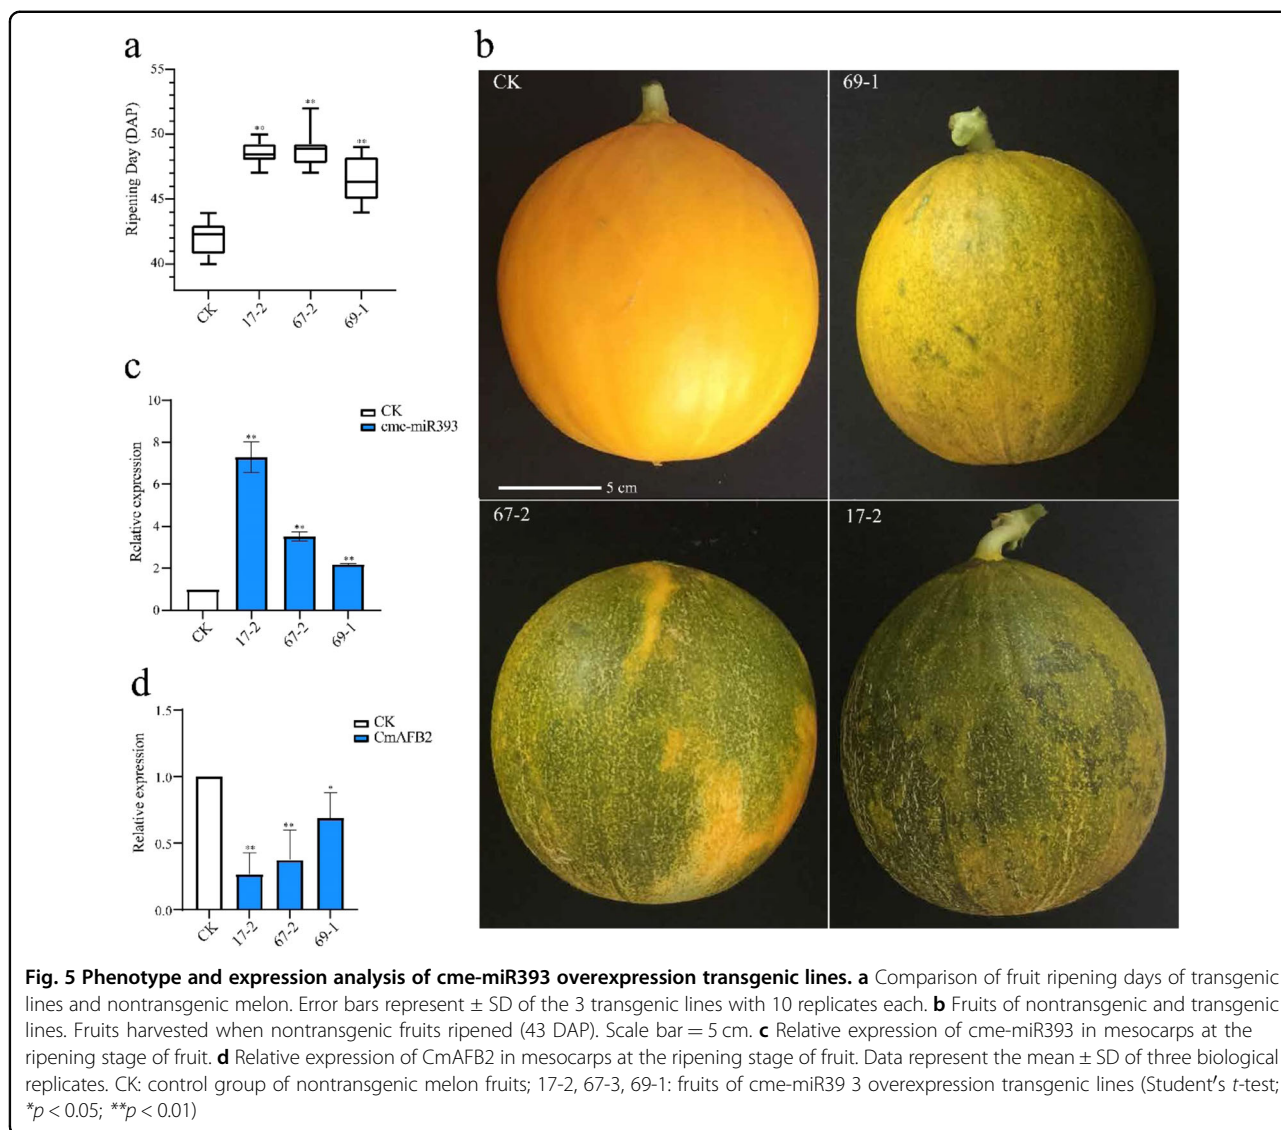 a
Ripening Day (DAP)
55
50
45
40
**
**
**
CK
17-2
67-2
69-1
b
CK
69-1
5 cm
67-2
17-2
c
Relative expression
10
8
6
4
2
0
CK
cme-miR393
**
**
**
CK
17-2
67-2
69-1
d
Relative expression
1.5
1.0
0.5
0.0
CK
CmAFB2
**
**
*
CK
17-2
67-2
69-1
Fig. 5 Phenotype and expression analysis of cme-miR393 overexpression transgenic lines. a Comparison of fruit ripening days of transgenic
lines and nontransgenic melon. Error bars represent ± SD of the 3 transgenic lines with 10 replicates each. b Fruits of nontransgenic and transgenic
lines. Fruits harvested when nontransgenic fruits ripened (43 DAP). Scale bar = 5 cm. c Relative expression of cme-miR393 in mesocarps at the
ripening stage of fruit. d Relative expression of CmAFB2 in mesocarps at the ripening stage of fruit. Data represent the mean ± SD of three biological
replicates. CK: control group of nontransgenic melon fruits; 17-2, 67-3, 69-1: fruits of cme-miR39 3 overexpression transgenic lines (Student′s t-test;
*p < 0.05; **p < 0.01)